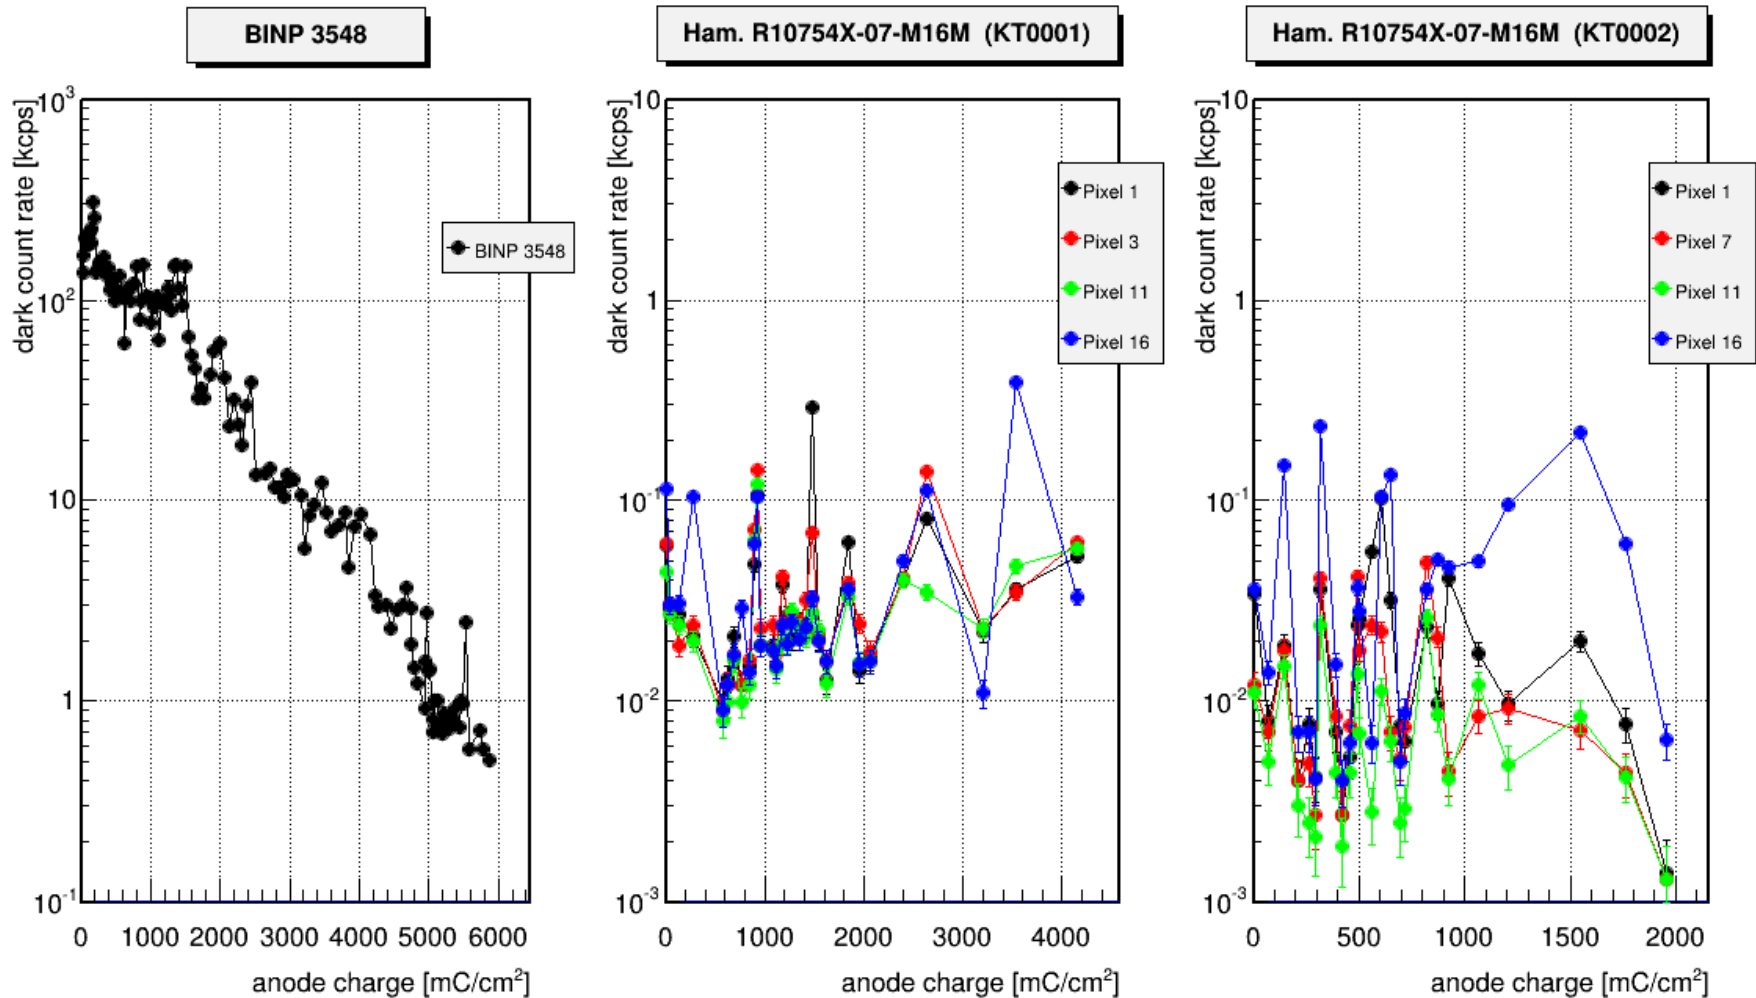 BINP 3548
dark count rate [kcps]
10³
10²
10
1
10⁻¹
BINP 3548
0 1000 2000 3000 4000 5000 6000
anode charge [mC/cm²]
Ham. R10754X-07-M16M (KT0001)
dark count rate [kcps]
10
1
10⁻¹
10⁻²
10⁻³
Pixel 1
Pixel 3
Pixel 11
Pixel 16
0 1000 2000 3000 4000
anode charge [mC/cm²]
Ham. R10754X-07-M16M (KT0002)
dark count rate [kcps]
10
1
10⁻¹
10⁻²
10⁻³
Pixel 1
Pixel 7
Pixel 11
Pixel 16
0 500 1000 1500 2000
anode charge [mC/cm²]